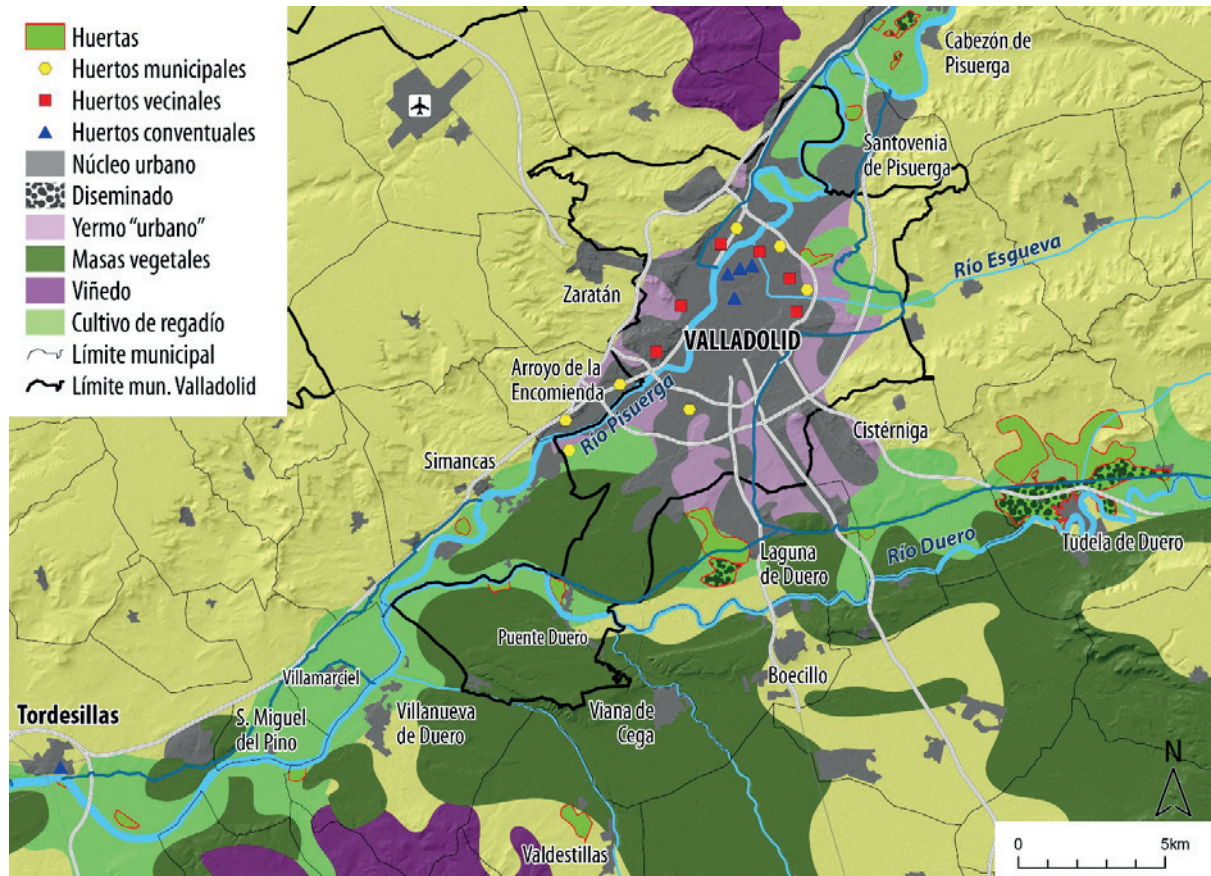 Huertas
Huertos municipales
Huertos vecinales
Huertos conventuales
Núcleo urbano
Diseminado
Yermo “urbano”
Masas vegetales
Viñedo
Cultivo de regadío
Límite municipal
Límite mun. Valladolid
Cabezón de
Pisuerga
Santovenia
de Pisuerga
Río Esgueva
Zaratán
VALLADOLID
Arroyo de la
Encomienda
Río Pisuerga
Cistérniga
Simancas
Río Duero
Tudela de Duero
Laguna
de Duero
Puente Duero
Boecillo
Villamarciel
Tordesillas
S. Miguel
del Pino
Villanueva
de Duero
Viana de
Cega
Valdestillas
N
0 5km